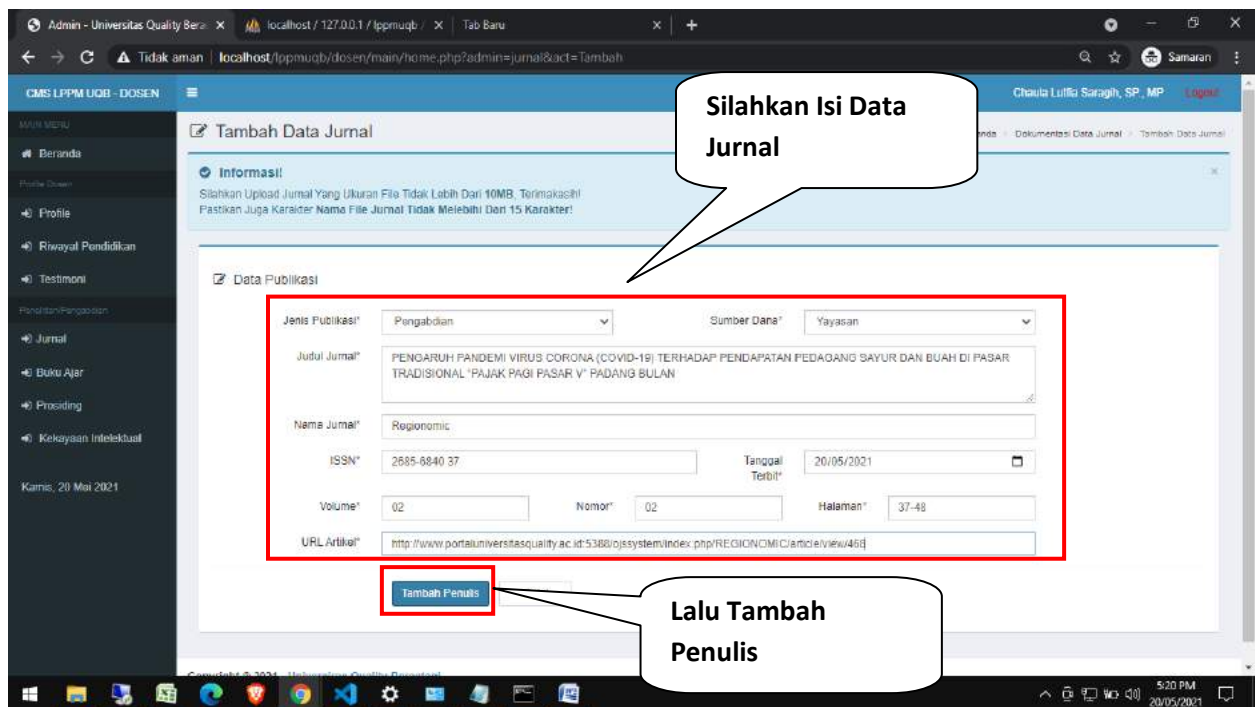 Admin - Universitas Quality Bera
localhost / 127.0.0.1 / lppmuqb /
Tab Baru
Tidak aman
localhost/lppmuqb/dosen/main/home.php?admin=jurnal&act=Tambah
Samaran
CMS LPPM UQB - DOSEN
Chaula Lutfia Saragih, SP., MP
Logout
MAIN MENU
Beranda
Profile Dosen
Profile
Riwayat Pendidikan
Testimoni
Penelitian/Pengabdian
Jurnal
Buku Ajar
Prosiding
Kekayaan Intelektual
Kamis, 20 Mei 2021
Tambah Data Jurnal
nda
Dokumentasi Data Jurnal
Tambah Data Jurnal
Silahkan Isi Data
Jurnal
Informasi!
Silahkan Upload Jurnal Yang Ukuran File Tidak Lebih Dari 10MB, Terimakasih!
Pastikan Juga Karakter Nama File Jurnal Tidak Melebihi Dari 15 Karakter!
Data Publikasi
Jenis Publikasi* Pengabdian Sumber Dana* Yayasan
Judul Jurnal* PENGARUH PANDEMI VIRUS CORONA (COVID-19) TERHADAP PENDAPATAN PEDAGANG SAYUR DAN BUAH DI PASAR
TRADISIONAL "PAJAK PAGI PASAR V" PADANG BULAN
Nama Jurnal* Regionomic
ISSN* 2685-6840 37 Tanggal
Terbit* 20/05/2021
Volume* 02 Nomor* 02 Halaman* 37-48
URL Artikel* http://www.portaluniversitasquality.ac.id:5388/ojssystem/index.php/REGIONOMIC/article/view/468
Tambah Penulis
Lalu Tambah
Penulis
5:20 PM
20/05/2021